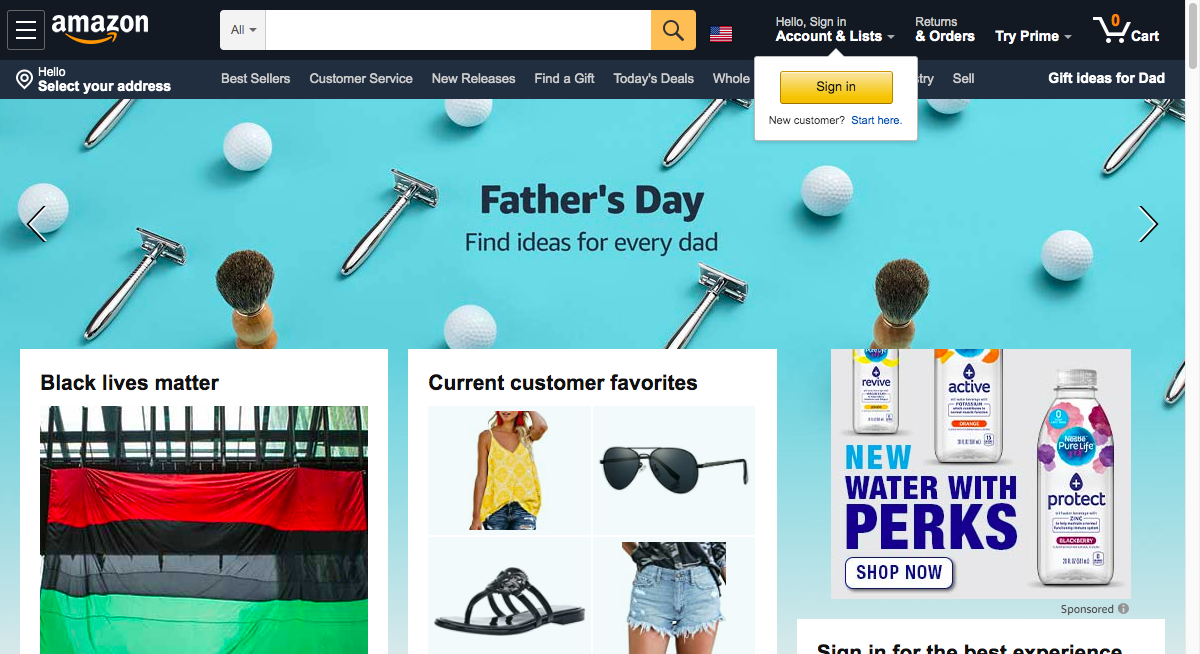 amazon
All
Hello, Sign in
Account & Lists
Returns
& Orders
Try Prime
0
Cart
Hello
Select your address
Best Sellers
Customer Service
New Releases
Find a Gift
Today's Deals
Whole
try
Sell
Gift ideas for Dad
Sign in
New customer? Start here.
Father's Day
Find ideas for every dad
Black lives matter
Current customer favorites
revive
active
POTASSIUM
ORANGE
Nestlé
PURE LIFE
protect
ZINC
BLACKBERRY
NEW
WATER WITH
PERKS
SHOP NOW
Sponsored
Sign in for the best experience